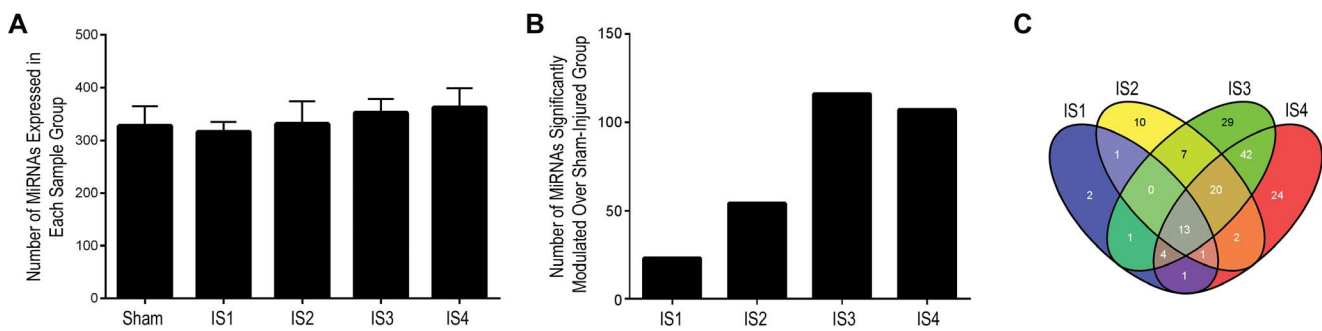 A
Number of MiRNAs Expressed in
Each Sample Group
500
400
300
200
100
0
Sham IS1 IS2 IS3 IS4
B
Number of MiRNAs Significantly
Modulated Over Sham-Injured Group
150
100
50
0
IS1 IS2 IS3 IS4
C
IS2 IS3
IS1 IS4
10 29
1 7 42
2 0 20 24
13
1 2
4 1
1